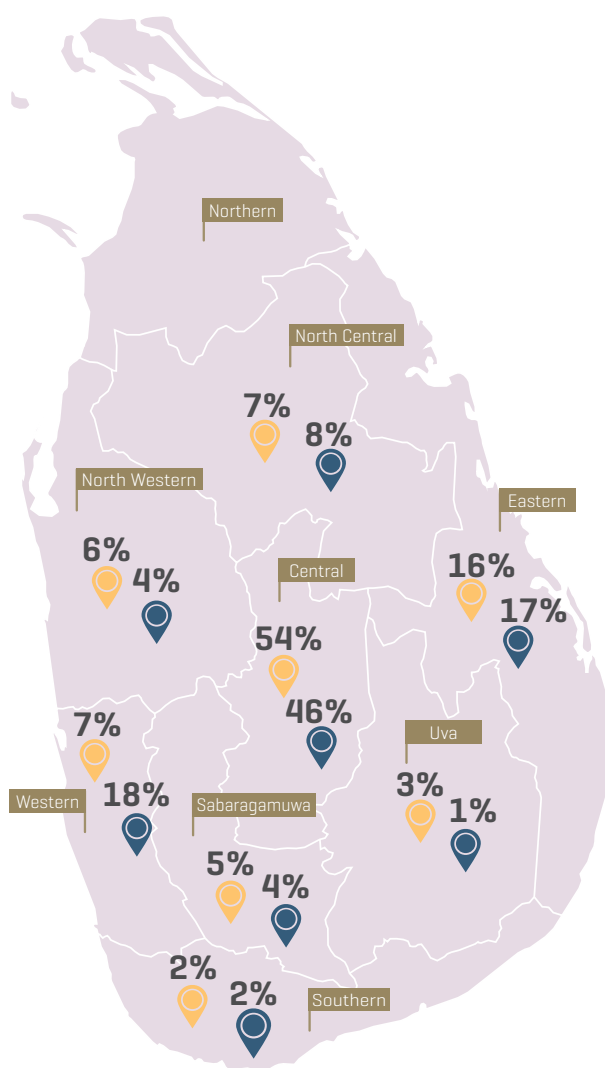 Northern
North Central
7%
8%
North Western
Eastern
6%
4%
Central
16%
17%
54%
46%
7%
Uva
Western
18%
Sabaragamuwa
3%
1%
5%
4%
2%
2%
Southern